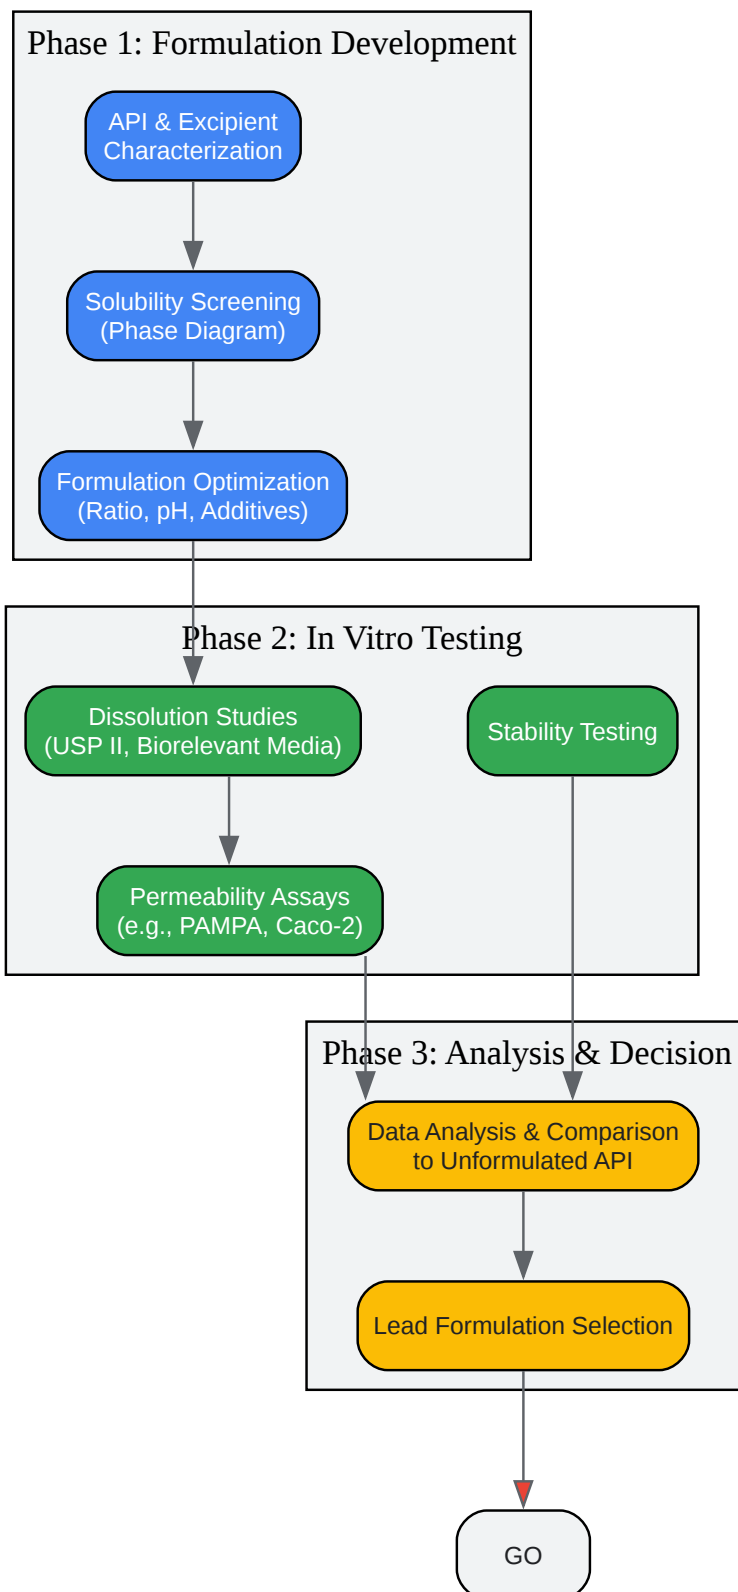 Phase 1: Formulation Development
API & Excipient
Characterization
Solubility Screening
(Phase Diagram)
Formulation Optimization
(Ratio, pH, Additives)
Phase 2: In Vitro Testing
Dissolution Studies
(USP II, Biorelevant Media)
Stability Testing
Permeability Assays
(e.g., PAMPA, Caco-2)
Phase 3: Analysis & Decision
Data Analysis & Comparison
to Unformulated API
Lead Formulation Selection
GO